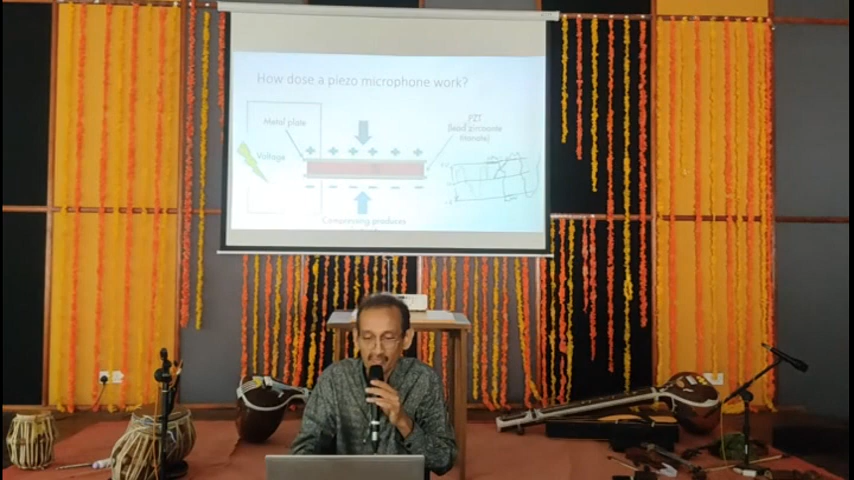 How dose a piezo microphone work?
Metal plate
PZT
(lead zirconate
titanate)
Voltage
Compressing produces